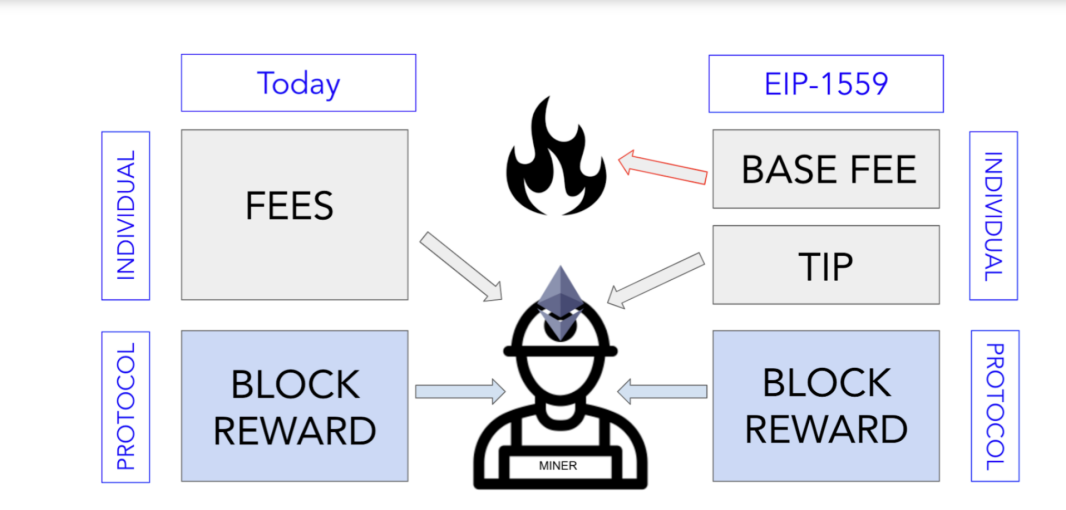 Today
EIP-1559
INDIVIDUAL
FEES
BASE FEE
INDIVIDUAL
TIP
PROTOCOL
BLOCK
REWARD
MINER
BLOCK
REWARD
PROTOCOL